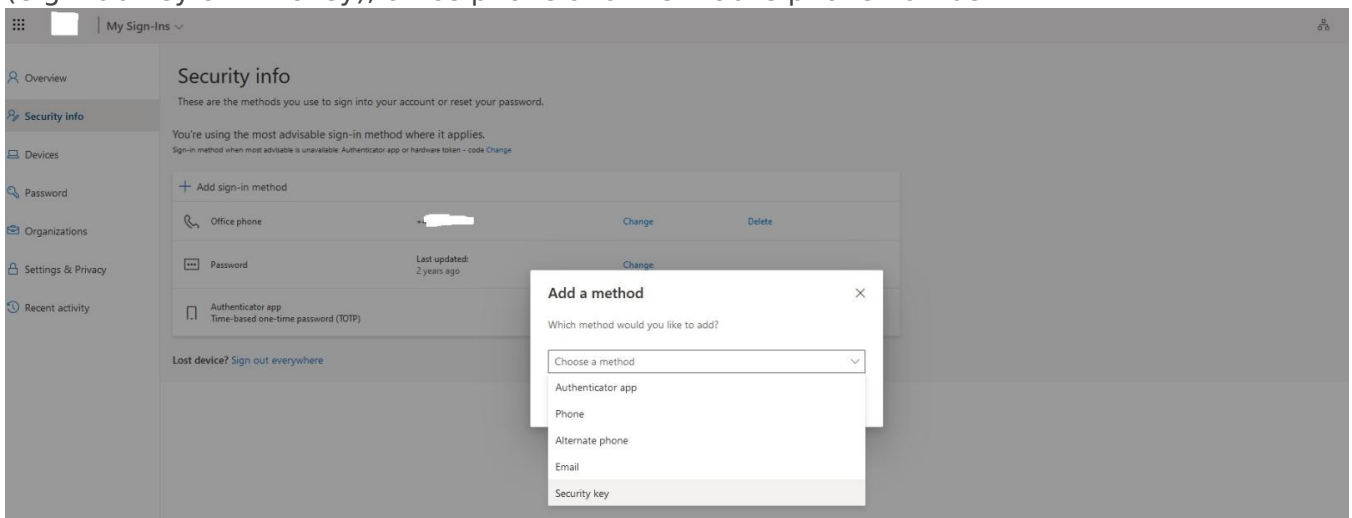 My Sign-Ins
Overview
Security info
Devices
Password
Organizations
Settings & Privacy
Recent activity
Security info
These are the methods you use to sign into your account or reset your password.
You're using the most advisable sign-in method where it applies.
Sign-in method when most advisable is unavailable: Authenticator app or hardware token - code Change
+ Add sign-in method
Office phone Change Delete
Password Last updated: Change
2 years ago
Authenticator app
Time-based one-time password (TOTP)
Lost device? Sign out everywhere
Add a method
Which method would you like to add?
Choose a method
Authenticator app
Phone
Alternate phone
Email
Security key